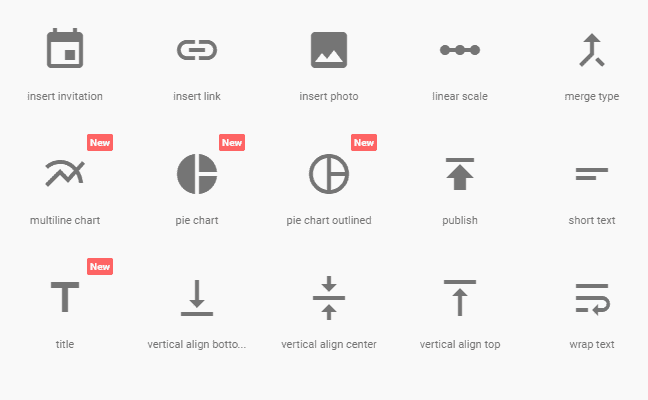 insert invitation
insert link
insert photo
linear scale
merge type
New
New
New
multiline chart
pie chart
pie chart outlined
publish
short text
New
title
vertical align botto...
vertical align center
vertical align top
wrap text